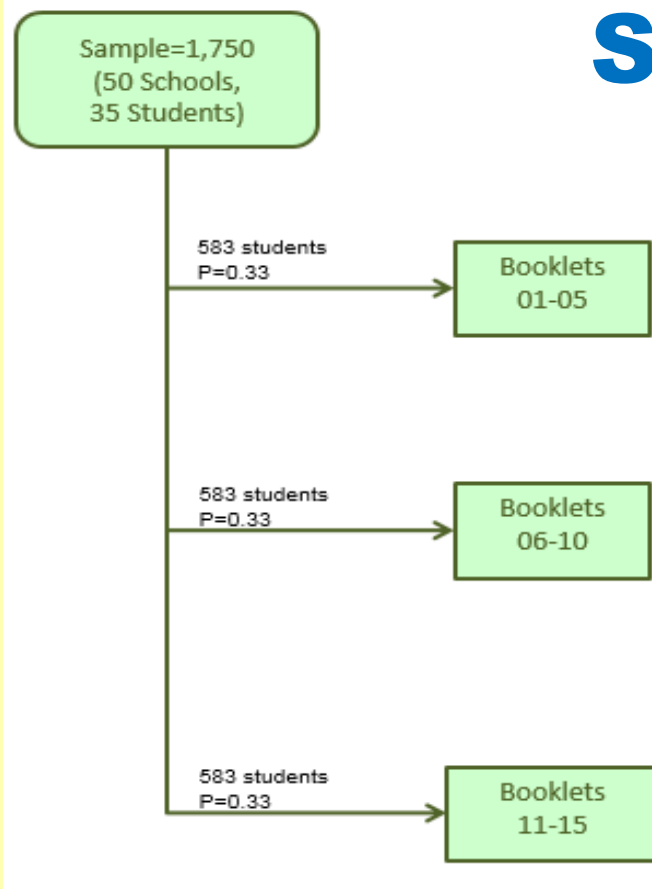 Sample=1,750
(50 Schools,
35 Students)
S
583 students
P=0.33
Booklets
01-05
583 students
P=0.33
Booklets
06-10
583 students
P=0.33
Booklets
11-15